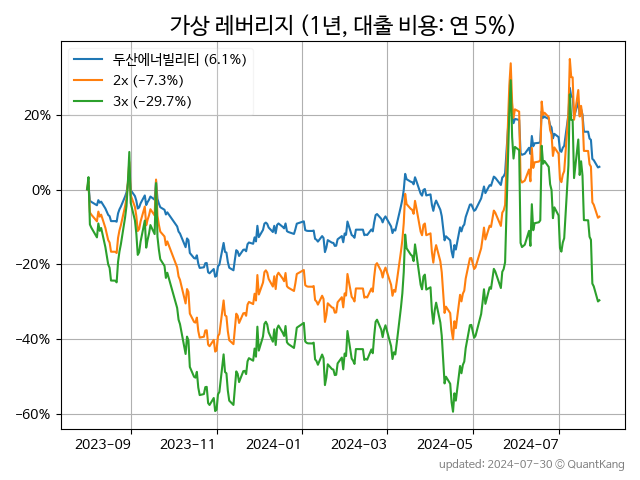 가상 레버리지 (1년, 대출 비용: 연 5%)
두산에너빌리티 (6.1%)
2x (−7.3%)
3x (−29.7%)
20%
0%
−20%
−40%
−60%
2023-09 2023-11 2024-01 2024-03 2024-05 2024-07
updated: 2024-07-30 © QuantKang